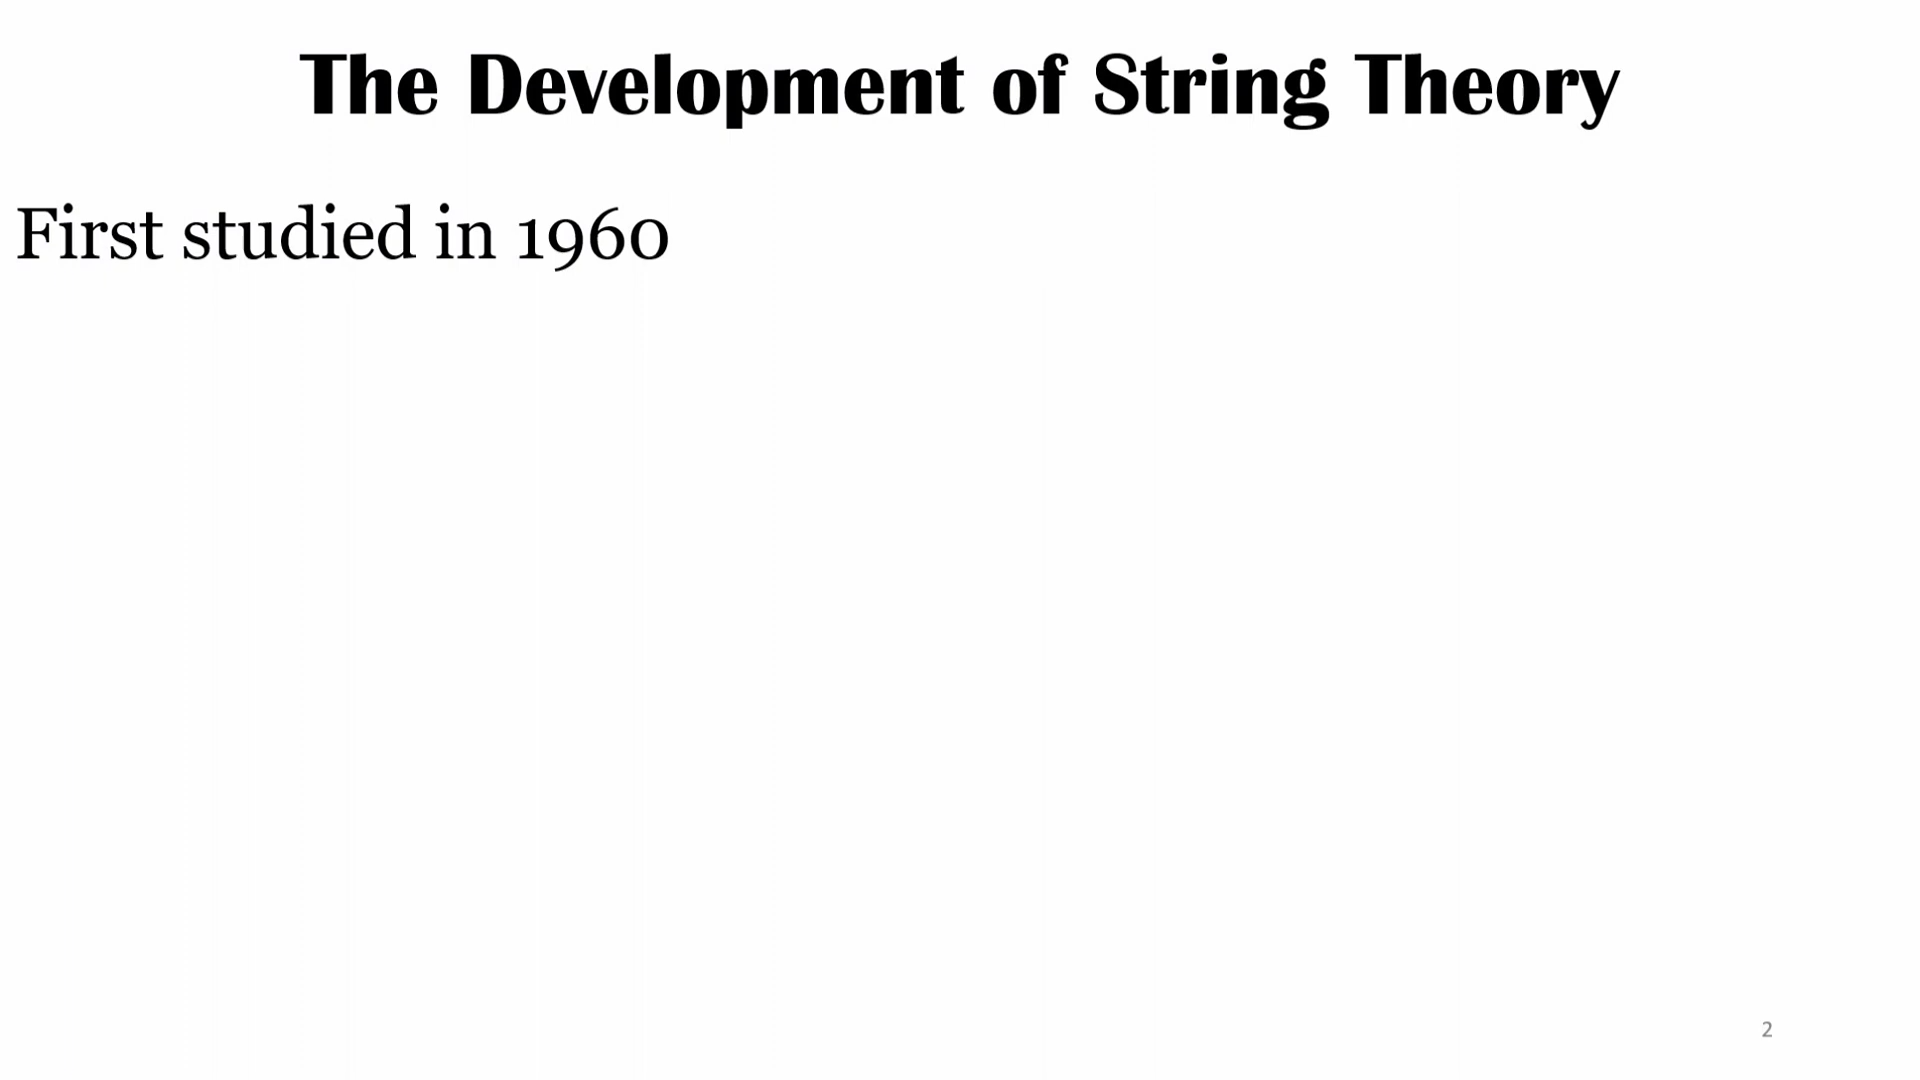 The Development of String Theory
First studied in 1960
2